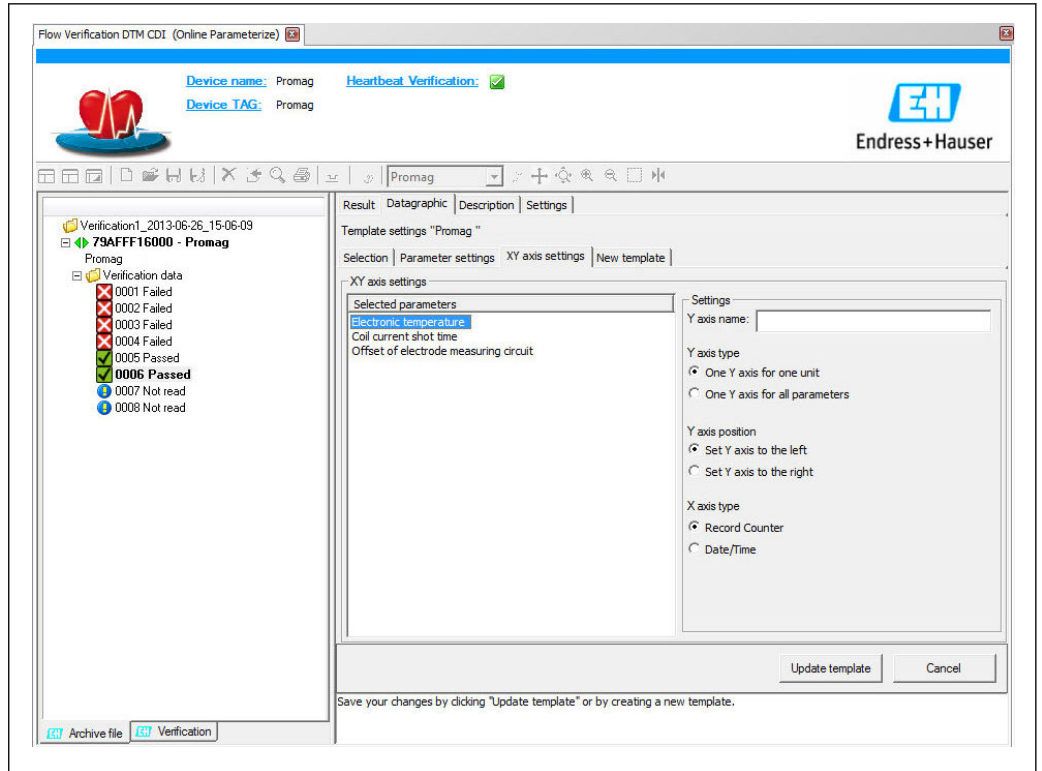 Flow Verification DTM CDI (Online Parameterize)
Device name: Promag Heartbeat Verification:
Device TAG: Promag
EH
Endress+Hauser
Promag
Result Datagraphic Description Settings
Verification1_2013-06-26_15-06-09
79AFFF16000 - Promag
Promag
Verification data
0001 Failed
0002 Failed
0003 Failed
0004 Failed
0005 Passed
0006 Passed
0007 Not read
0008 Not read
Template settings "Promag "
Selection Parameter settings XY axis settings New template
XY axis settings
Selected parameters
Electronic temperature
Coil current shot time
Offset of electrode measuring circuit
Settings
Y axis name:
Y axis type
One Y axis for one unit
One Y axis for all parameters
Y axis position
Set Y axis to the left
Set Y axis to the right
X axis type
Record Counter
Date/Time
Update template Cancel
Save your changes by clicking "Update template" or by creating a new template.
EH Archive file EH Verification